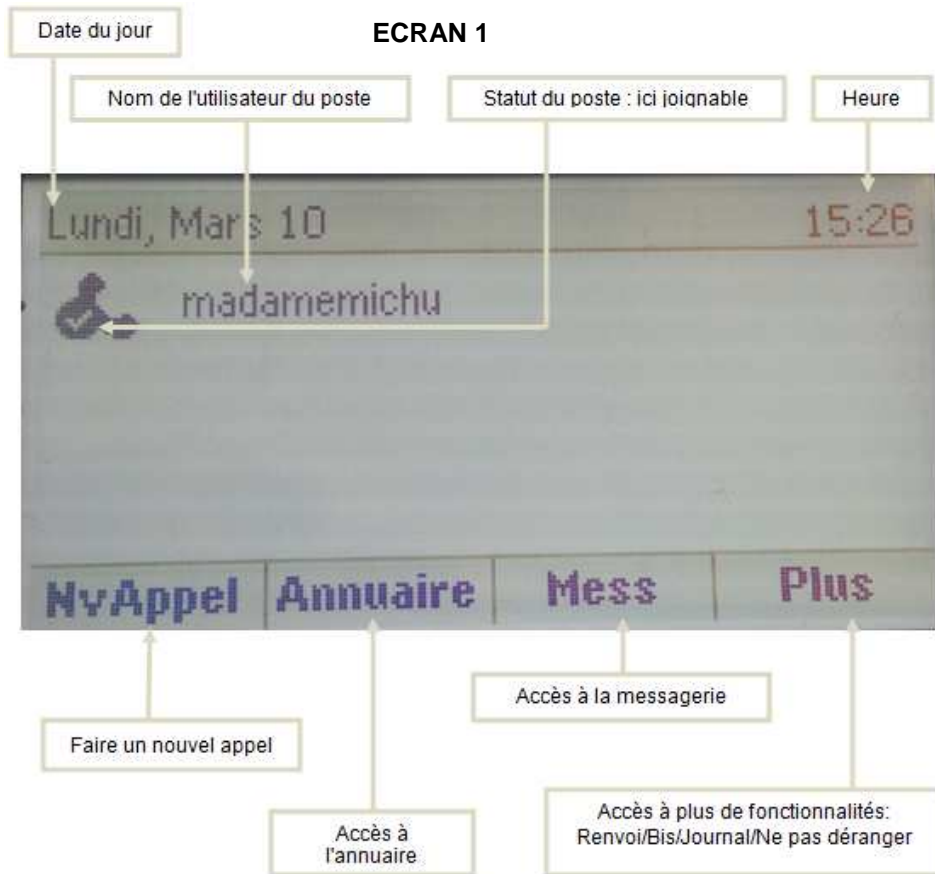 Date du jour
ECRAN 1
Nom de l'utilisateur du poste
Statut du poste : ici joignable
Heure
Lundi, Mars 10
15:26
madamemichu
NvAppel
Annuaire
Mess
Plus
Accès à la messagerie
Faire un nouvel appel
Accès à
l'annuaire
Accès à plus de fonctionnalités:
Renvoi/Bis/Journal/Ne pas déranger